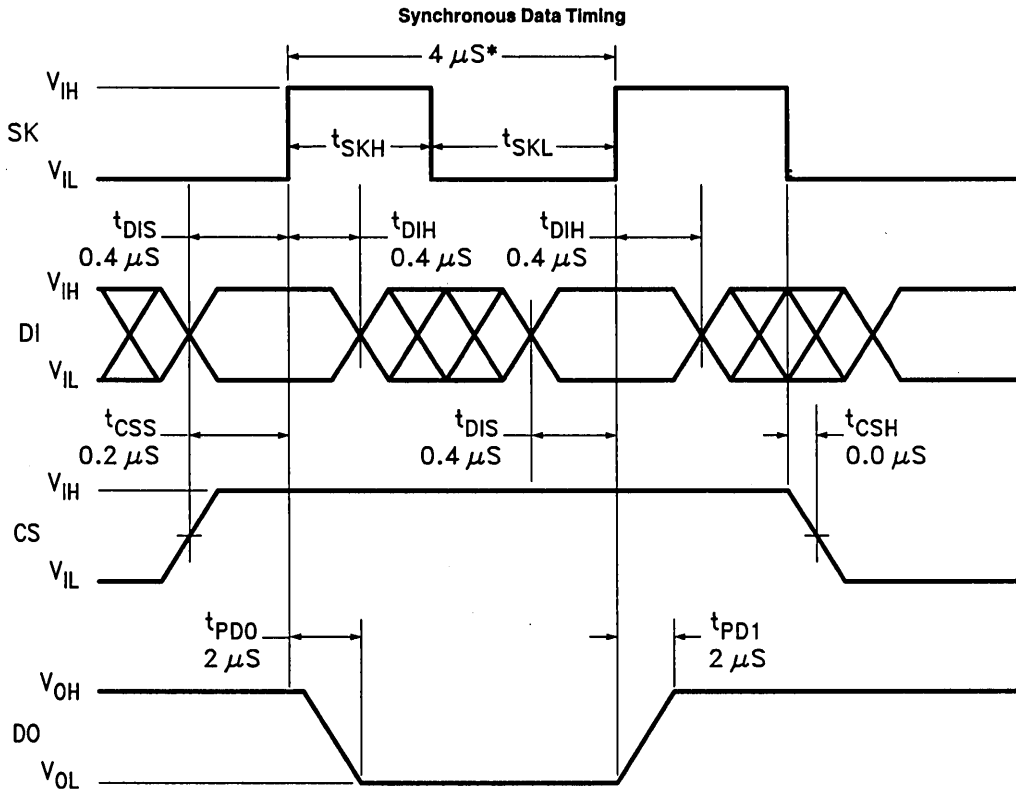 Synchronous Data Timing
4 μS*
V_IH
SK
t_SKH
t_SKL
V_IL
t_DIS
0.4 μS
t_DIH
0.4 μS
t_DIH
0.4 μS
V_IH
DI
V_IL
t_CSS
0.2 μS
t_DIS
0.4 μS
t_CSH
0.0 μS
V_IH
CS
V_IL
t_PD0
2 μS
t_PD1
2 μS
V_OH
DO
V_OL